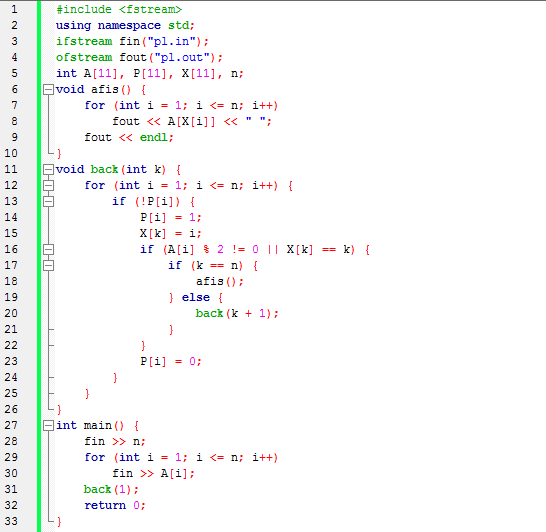 1 #include <fstream>
2 using namespace std;
3 ifstream fin("pl.in");
4 ofstream fout("pl.out");
5 int A[11], P[11], X[11], n;
6 void afis() {
7 for (int i = 1; i <= n; i++)
8 fout << A[X[i]] << " ";
9 fout << endl;
10 }
11 void back(int k) {
12 for (int i = 1; i <= n; i++) {
13 if (!P[i]) {
14 P[i] = 1;
15 X[k] = i;
16 if (A[i] % 2 != 0 || X[k] == k) {
17 if (k == n) {
18 afis();
19 } else {
20 back(k + 1);
21 }
22 }
23 P[i] = 0;
24 }
25 }
26 }
27 int main() {
28 fin >> n;
29 for (int i = 1; i <= n; i++)
30 fin >> A[i];
31 back(1);
32 return 0;
33 }